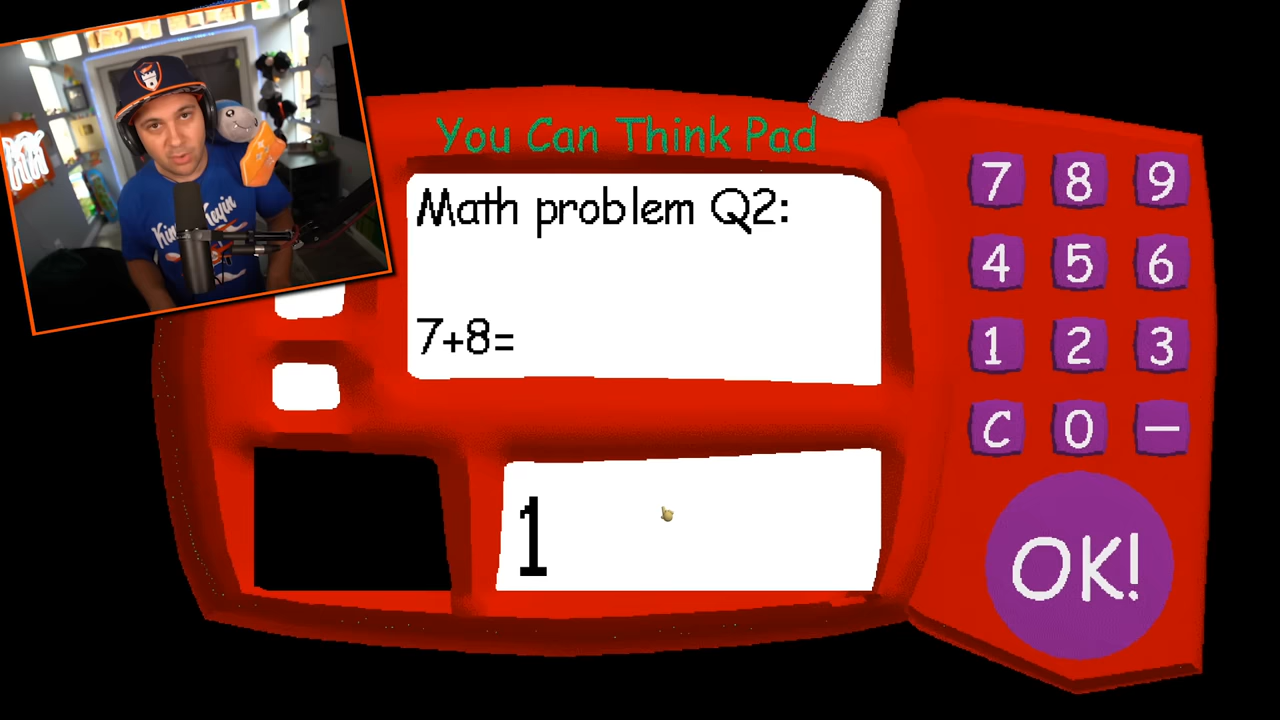 You Can Think Pad
Math problem Q2:
7+8=
1
7 8 9
4 5 6
1 2 3
C 0 –
OK!